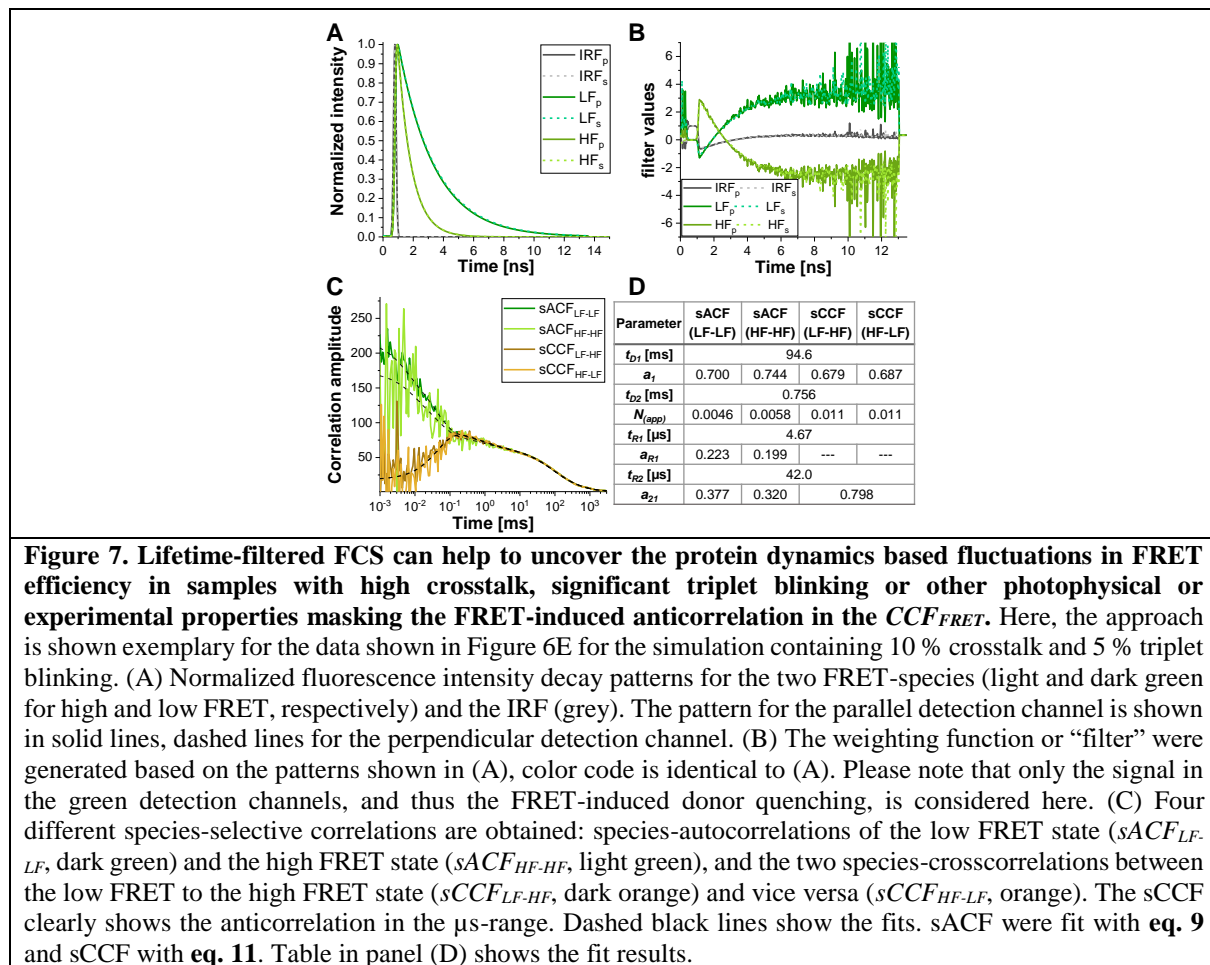 A
Normalized intensity
1.0
0.9
0.8
0.7
0.6
0.5
0.4
0.3
0.2
0.1
0.0
0 2 4 6 8 10 12 14
Time [ns]
IRFp
IRFs
LFp
LFs
HFp
HFs
B
filter values
6
4
2
0
-2
-4
-6
0 2 4 6 8 10 12
Time [ns]
IRFp IRFs
LFp LFs
HFp HFs
C
Correlation amplitude
250
200
150
100
50
10-3 10-2 10-1 100 101 102 103
Time [ms]
sACFLF-LF
sACFHF-HF
sCCFLF-HF
sCCFHF-LF
D
Parameter sACF (LF-LF) sACF (HF-HF) sCCF (LF-HF) sCCF (HF-LF)
tD1 [ms] 94.6
a1 0.700 0.744 0.679 0.687
tD2 [ms] 0.756
N(app) 0.0046 0.0058 0.011 0.011
tR1 [µs] 4.67
aR1 0.223 0.199 --- ---
tR2 [µs] 42.0
a21 0.377 0.320 0.798
Figure 7. Lifetime-filtered FCS can help to uncover the protein dynamics based fluctuations in FRET
efficiency in samples with high crosstalk, significant triplet blinking or other photophysical or
experimental properties masking the FRET-induced anticorrelation in the CCFFRET. Here, the approach
is shown exemplary for the data shown in Figure 6E for the simulation containing 10 % crosstalk and 5 % triplet
blinking. (A) Normalized fluorescence intensity decay patterns for the two FRET-species (light and dark green
for high and low FRET, respectively) and the IRF (grey). The pattern for the parallel detection channel is shown
in solid lines, dashed lines for the perpendicular detection channel. (B) The weighting function or “filter” were
generated based on the patterns shown in (A), color code is identical to (A). Please note that only the signal in
the green detection channels, and thus the FRET-induced donor quenching, is considered here. (C) Four
different species-selective correlations are obtained: species-autocorrelations of the low FRET state (sACFLF-
LF, dark green) and the high FRET state (sACFHF-HF, light green), and the two species-crosscorrelations between
the low FRET to the high FRET state (sCCFLF-HF, dark orange) and vice versa (sCCFHF-LF, orange). The sCCF
clearly shows the anticorrelation in the µs-range. Dashed black lines show the fits. sACF were fit with eq. 9
and sCCF with eq. 11. Table in panel (D) shows the fit results.